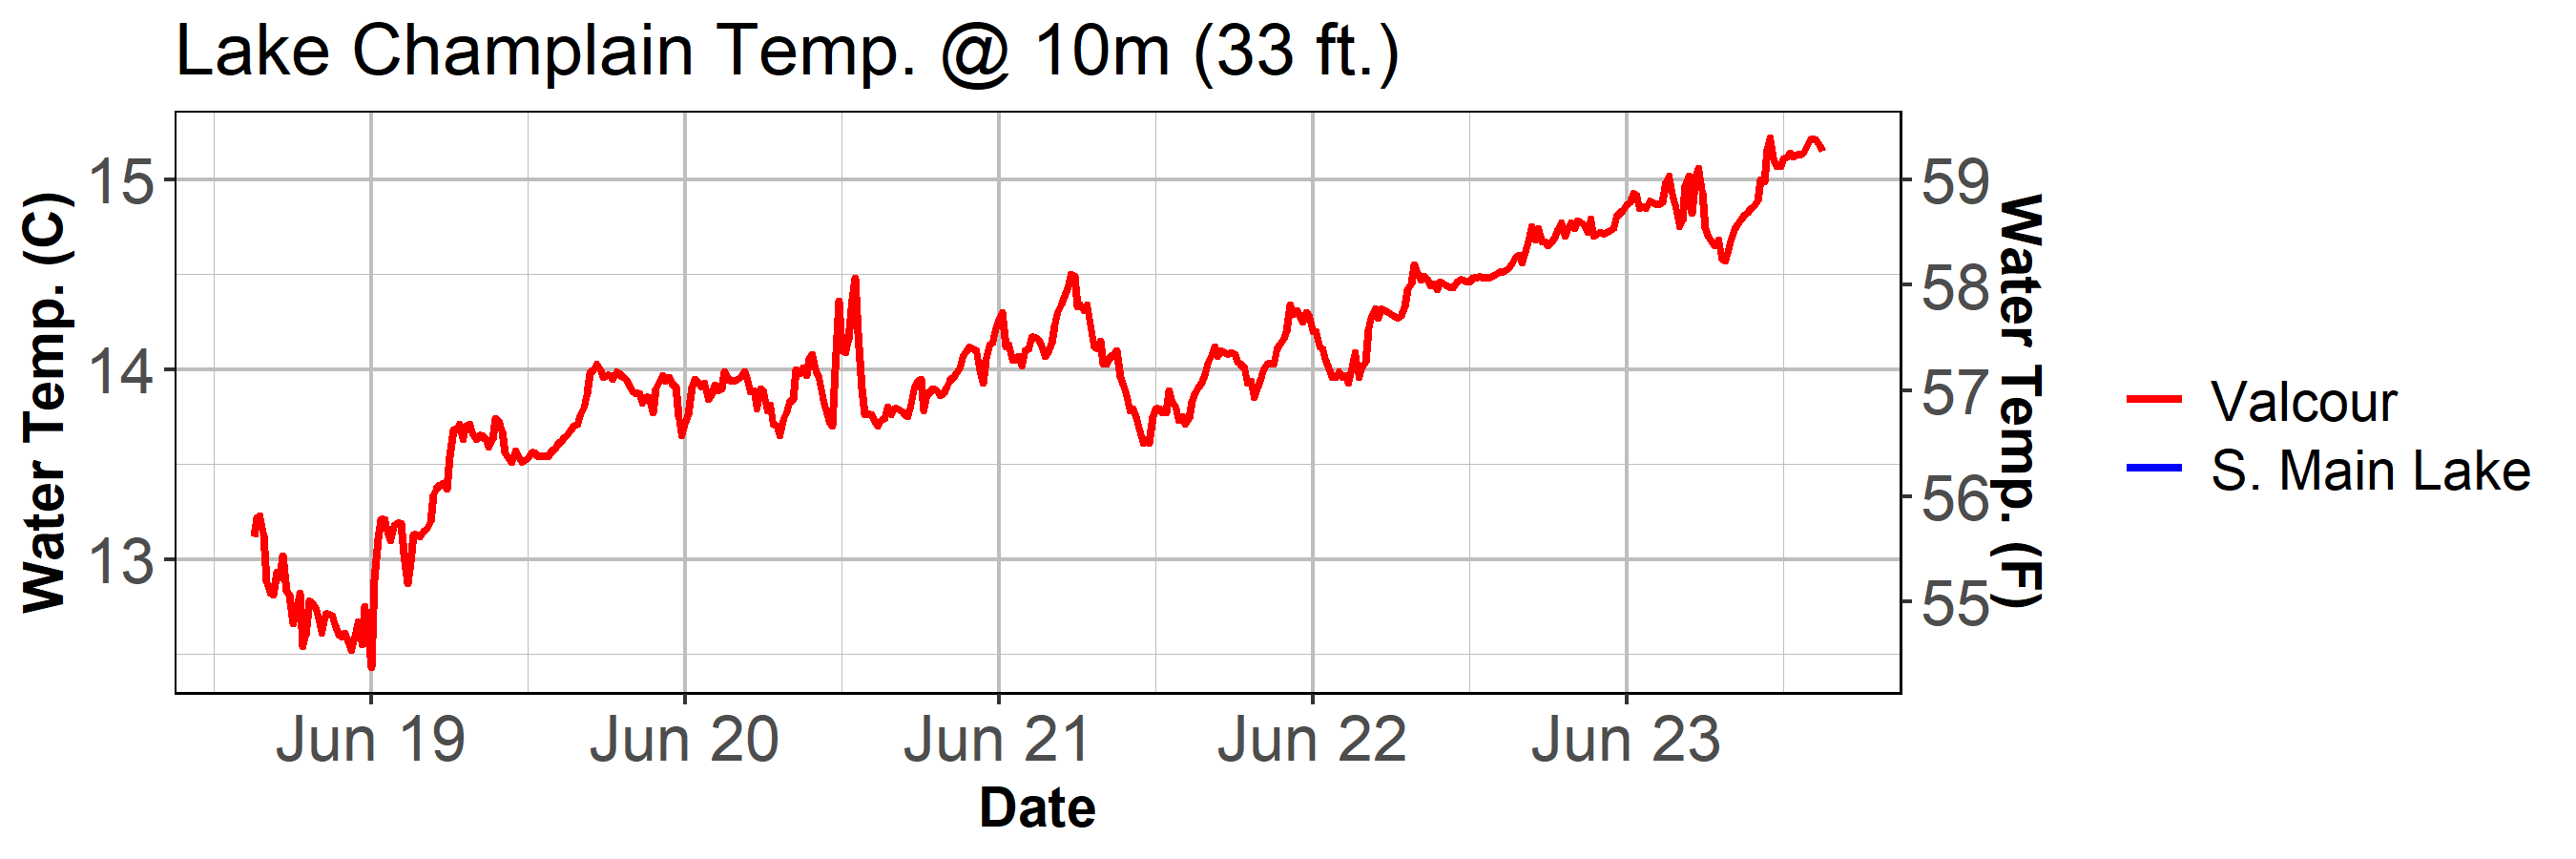 Lake Champlain Temp. @ 10m (33 ft.)
Water Temp. (C)
15
14
13
59
58
57
56
55
Water Temp. (F)
Jun 19
Jun 20
Jun 21
Jun 22
Jun 23
Date
Valcour
S. Main Lake